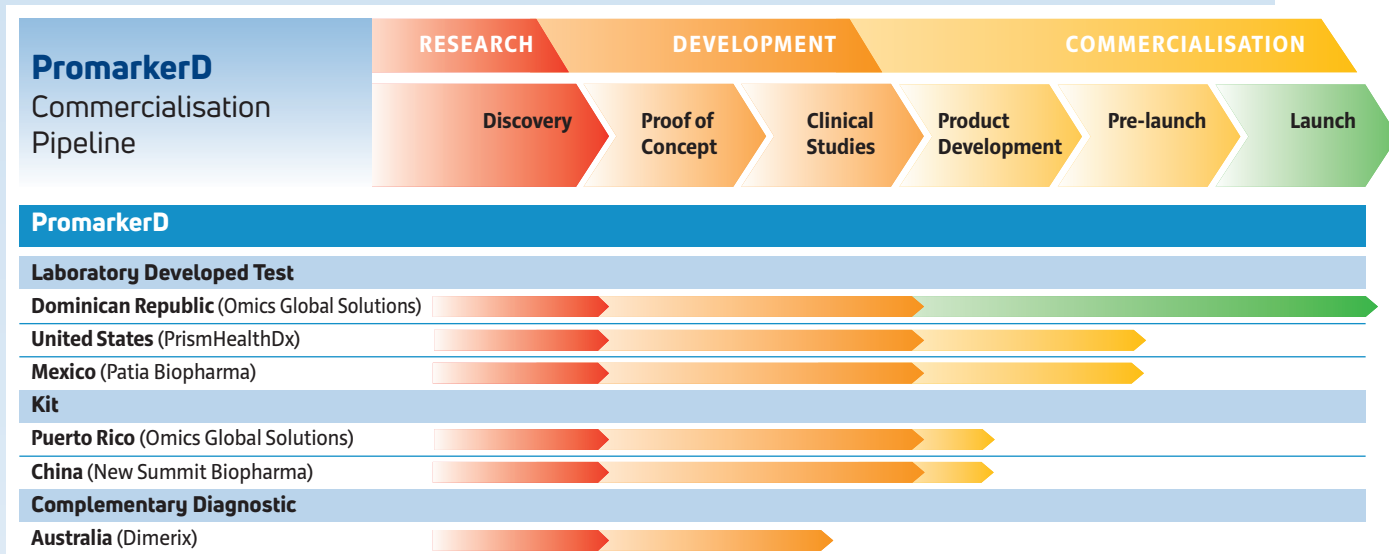 PromarkerD
Commercialisation
Pipeline
RESEARCH
DEVELOPMENT
COMMERCIALISATION
Discovery
Proof of
Concept
Clinical
Studies
Product
Development
Pre-launch
Launch
PromarkerD
Laboratory Developed Test
Dominican Republic (Omics Global Solutions)
United States (PrismHealthDx)
Mexico (Patia Biopharma)
Kit
Puerto Rico (Omics Global Solutions)
China (New Summit Biopharma)
Complementary Diagnostic
Australia (Dimerix)